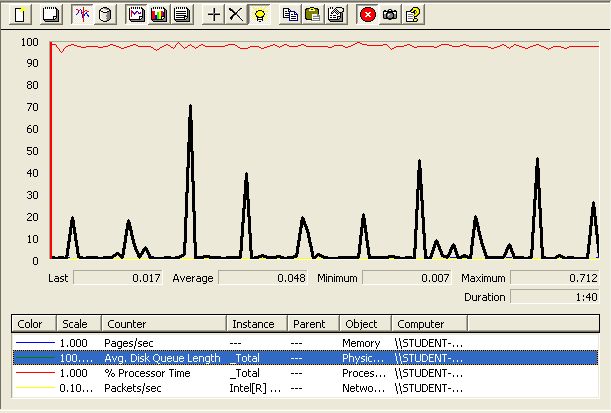 100
90
80
70
60
50
40
30
20
10
0
Last 0.017 Average 0.048 Minimum 0.007 Maximum 0.712
Duration 1:40
Color Scale Counter Instance Parent Object Computer
1.000 Pages/sec --- --- Memory \\STUDENT-...
100.... Avg. Disk Queue Length _Total --- Physic... \\STUDENT-...
1.000 % Processor Time _Total --- Proces... \\STUDENT-...
0.10... Packets/sec Intel[R] ... --- Netwo... \\STUDENT-...